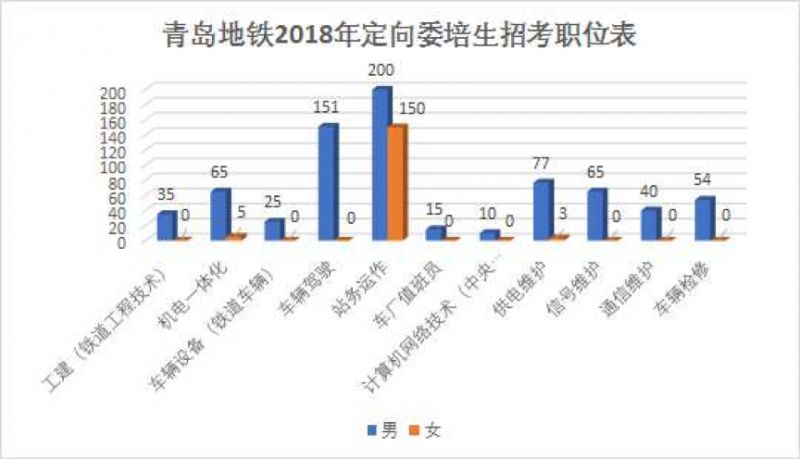 青岛地铁2018年定向委培生招考职位表
200
180
160
140
120
100
80
60
40
20
0
35
0
65
5
25
0
151
0
200
150
15
0
10
0
77
3
65
0
40
0
54
0
工建（铁道工程技术）
机电一体化
车辆设备（铁道车辆）
车辆驾驶
站务运作
车厂值班员
计算机网络技术（中央…
供电维护
信号维护
通信维护
车辆检修
男
女